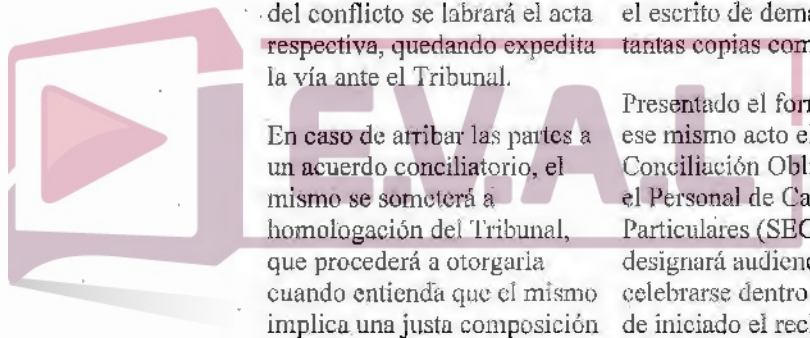 del conflicto se labrará el acta
respectiva, quedando expedita
la vía ante el Tribunal.
En caso de arribar las partes a
un acuerdo conciliatorio, el
mismo se someterá a
homologación del Tribunal,
que procederá a otorgarla
cuando entienda que el mismo
implica una justa composición
el escrito de dema
tantas copias com
Presentado el for
ese mismo acto el
Conciliación Obl
el Personal de Ca
Particulares (SEC
designará audienc
celebrarse dentro
de iniciado el rec
E.V.A.L